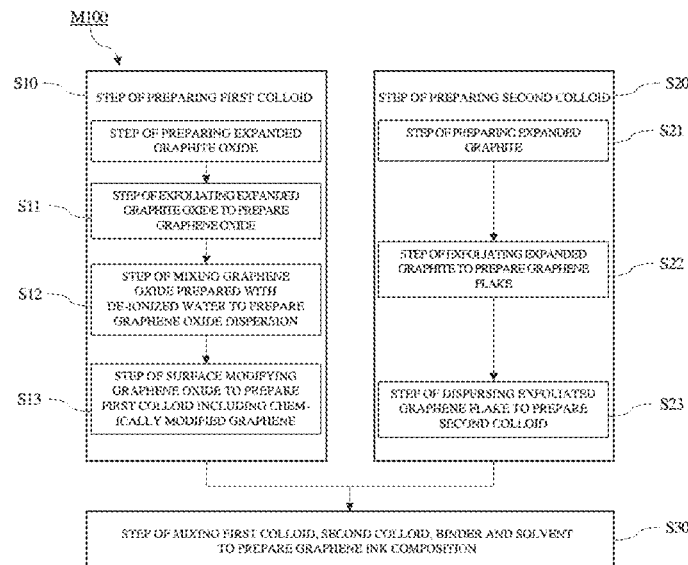 M100
S10
STEP OF PREPARING FIRST COLLOID
STEP OF PREPARING EXPANDED
GRAPHITE OXIDE
S11
STEP OF EXFOLIATING EXPANDED
GRAPHITE OXIDE TO PREPARE
GRAPHENE OXIDE
S12
STEP OF MIXING GRAPHENE
OXIDE PREPARED WITH
DE-IONIZED WATER TO PREPARE
GRAPHENE OXIDE DISPERSION
S13
STEP OF SURFACE MODIFYING
GRAPHENE OXIDE TO PREPARE
FIRST COLLOID INCLUDING CHEM-
ICALLY MODIFIED GRAPHENE
S20
STEP OF PREPARING SECOND COLLOID
S21
STEP OF PREPARING EXPANDED
GRAPHITE
S22
STEP OF EXFOLIATING EXPANDED
GRAPHITE TO PREPARE GRAPHENE
FLAKE
S23
STEP OF DISPERSING EXFOLIATED
GRAPHENE FLAKE TO PREPARE
SECOND COLLOID
S30
STEP OF MIXING FIRST COLLOID, SECOND COLLOID, BINDER AND SOLVENT
TO PREPARE GRAPHENE INK COMPOSITION